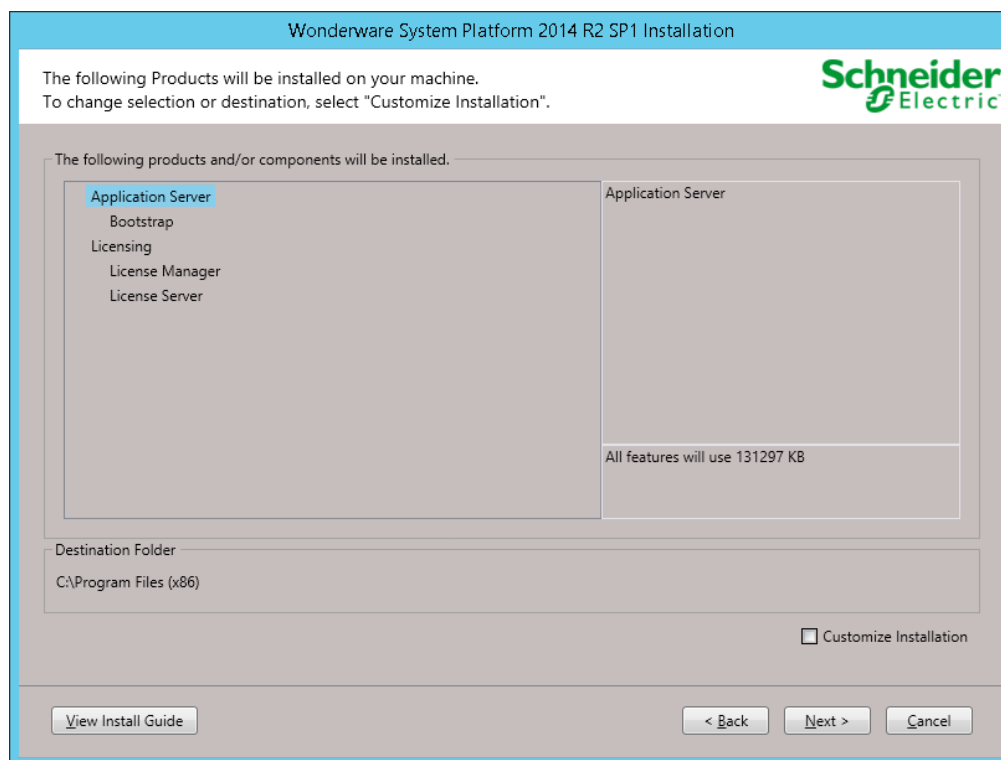 Wonderware System Platform 2014 R2 SP1 Installation
The following Products will be installed on your machine.
To change selection or destination, select "Customize Installation".
Schneider
Electric
The following products and/or components will be installed.
Application Server
Bootstrap
Licensing
License Manager
License Server
Application Server
All features will use 131297 KB
Destination Folder
C:\Program Files (x86)
Customize Installation
View Install Guide
< Back
Next >
Cancel